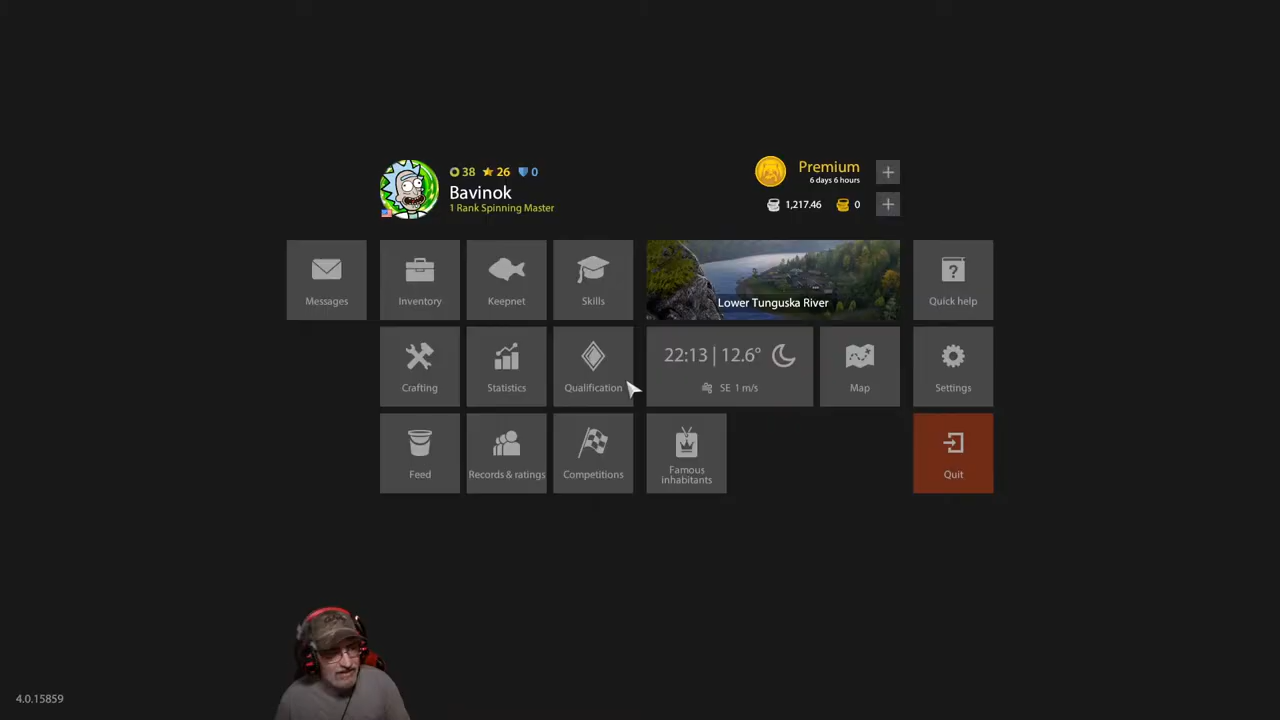 38 26 0
Bavinok
1 Rank Spinning Master
Premium
6 days 6 hours
1,217.46 0
Messages
Inventory
Keepnet
Skills
Lower Tunguska River
Quick help
Crafting
Statistics
Qualification
22:13 | 12.6°
SE 1 m/s
Map
Settings
Feed
Records & ratings
Competitions
Famous
inhabitants
Quit
4.0.15859